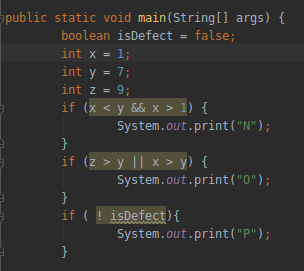 public static void main(String[] args) {
boolean isDefect = false;
int x = 1;
int y = 7;
int z = 9;
if (x < y && x > 1) {
System.out.print("N");
}
if (z > y || x > y) {
System.out.print("O");
}
if ( ! isDefect){
System.out.print("P");
}